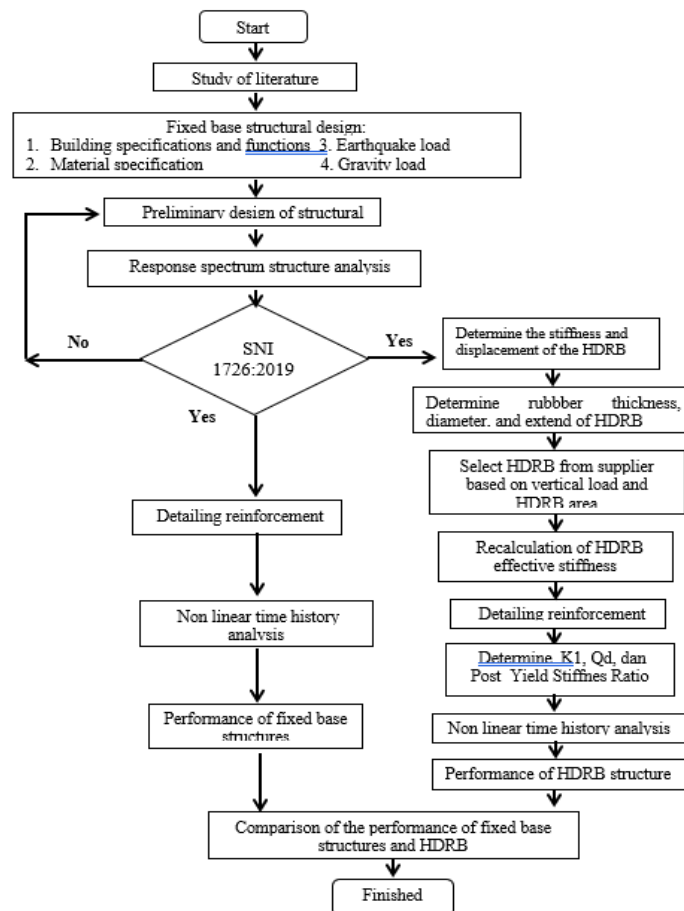 Start
Study of literature
Fixed base structural design:
1. Building specifications and functions 3. Earthquake load
2. Material specification 4. Gravity load
Preliminary design of structural
Response spectrum structure analysis
No
SNI
1726:2019
Yes
Yes
Detailing reinforcement
Non linear time history
analysis
Performance of fixed base
structures
Determine the stiffness and
displacement of the HDRB
Determine rubbber thickness,
diameter, and extend of HDRB
Select HDRB from supplier
based on vertical load and
HDRB area
Recalculation of HDRB
effective stiffness
Detailing reinforcement
Determine K1, Qd, dan
Post Yield Stiffnes Ratio
Non linear time history analysis
Performance of HDRB structure
Comparison of the performance of fixed base
structures and HDRB
Finished